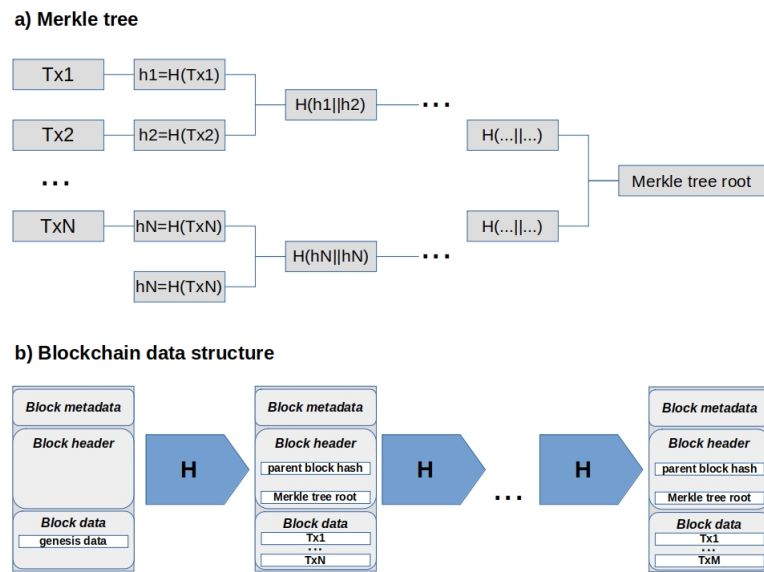 a) Merkle tree
Tx1
h1=H(Tx1)
H(h1||h2)
...
Tx2
h2=H(Tx2)
H(...||...)
...
Merkle tree root
TxN
hN=H(TxN)
H(...||...)
H(hN||hN)
...
hN=H(TxN)
b) Blockchain data structure
Block metadata
Block header
Block data
genesis data
H
Block metadata
Block header
parent block hash
Merkle tree root
Block data
Tx1
...
TxN
H
...
H
Block metadata
Block header
parent block hash
Merkle tree root
Block data
Tx1
...
TxM